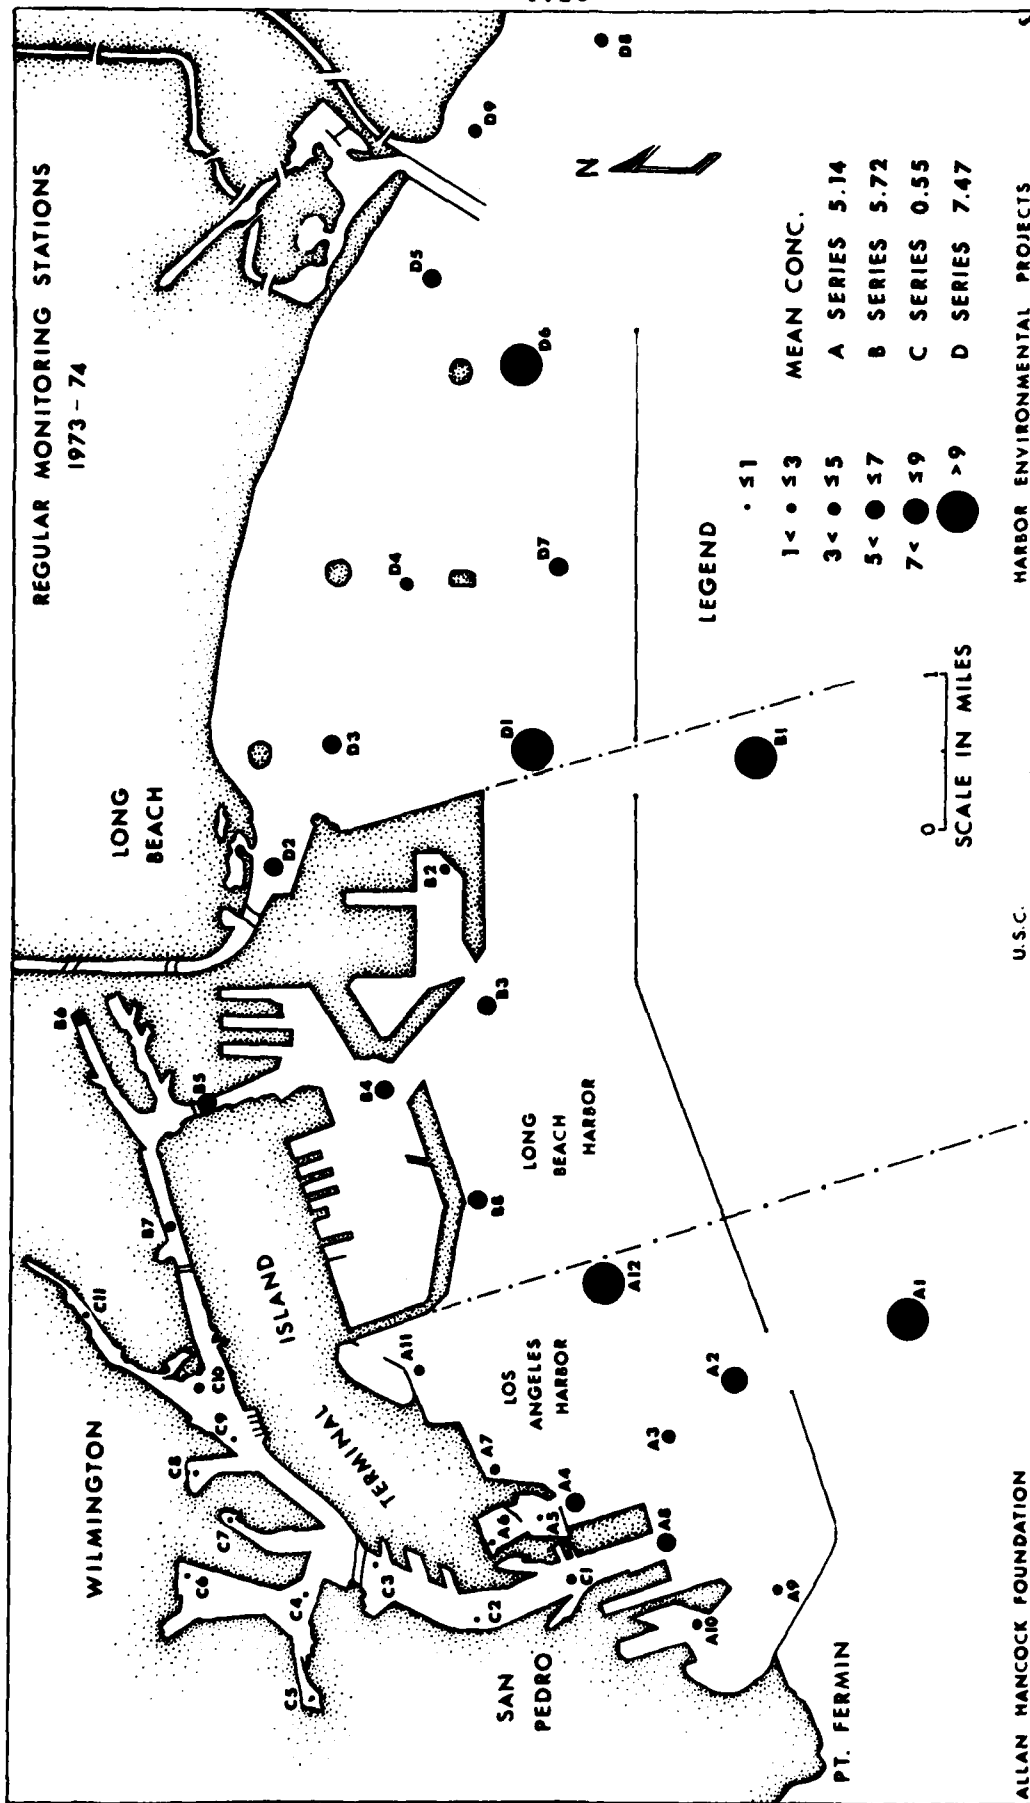 REGULAR MONITORING STATIONS
1973-74
LONG
BEACH
WILMINGTON
TERMINAL
ISLAND
SAN
PEDRO
PT. FERMIN
LOS
ANGELES
HARBOR
LONG
BEACH
HARBOR
A1
A2
A3
A4
A5
A6
A7
A8
A9
A10
A11
A12
B1
B2
B3
B4
B5
B6
B7
B8
C1
C2
C3
C4
C5
C6
C7
C8
C9
C10
C11
D1
D2
D3
D4
D5
D6
D7
D8
D9
N
LEGEND
≤1
1< ≤3
3< ≤5
5< ≤7
7< ≤9
>9
MEAN CONC.
A SERIES 5.14
B SERIES 5.72
C SERIES 0.55
D SERIES 7.47
0 1
SCALE IN MILES
ALLAN HANCOCK FOUNDATION
U.S.C.
HARBOR ENVIRONMENTAL PROJECTS